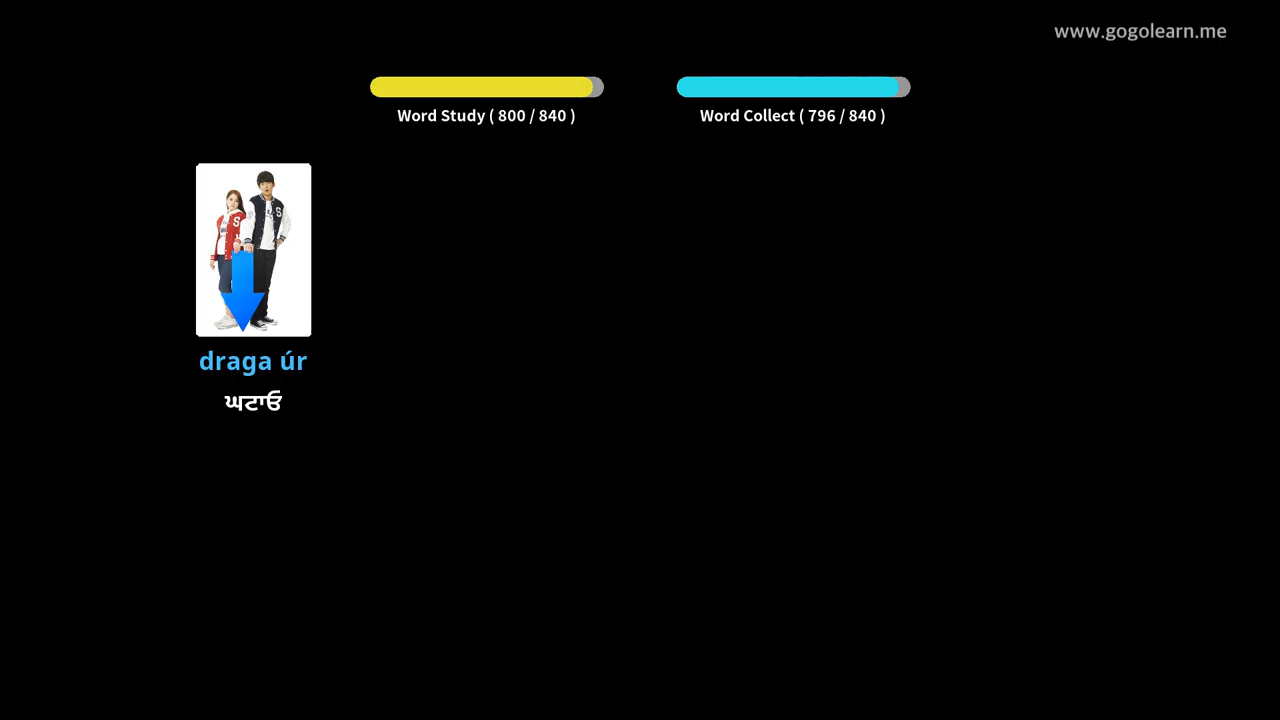 www.gogolearn.me
Word Study ( 800 / 840 )
Word Collect ( 796 / 840 )
S
S
draga úr
ਘਟਾਓ